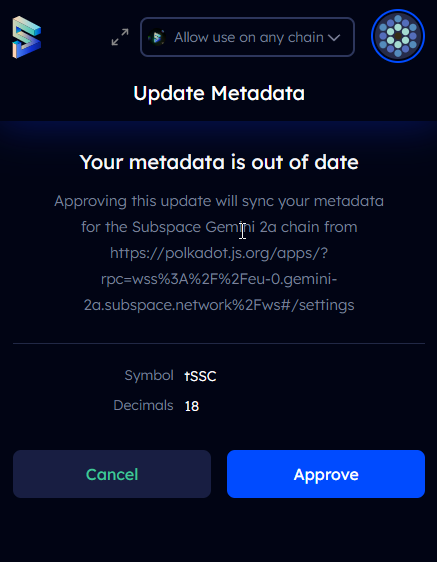 Allow use on any chain
Update Metadata
Your metadata is out of date
Approving this update will sync your metadata
for the Subspace Gemini 2a chain from
https://polkadot.js.org/apps/?
rpc=wss%3A%2F%2Feu-0.gemini-
2a.subspace.network%2Fws#/settings
Symbol tSSC
Decimals 18
Cancel Approve